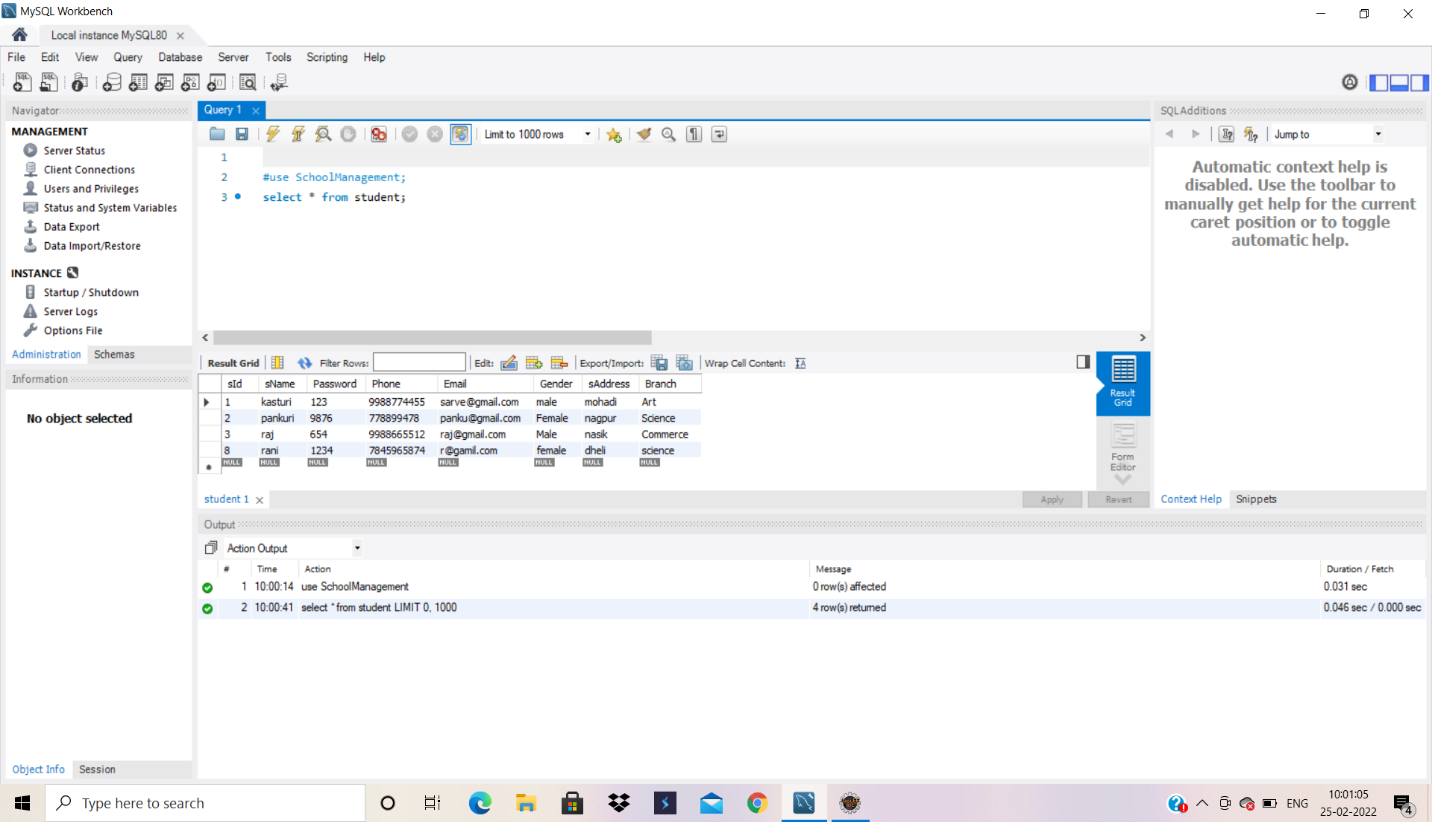 MySQL Workbench
Local instance MySQL80
File Edit View Query Database Server Tools Scripting Help
Navigator
MANAGEMENT
Server Status
Client Connections
Users and Privileges
Status and System Variables
Data Export
Data Import/Restore
INSTANCE
Startup / Shutdown
Server Logs
Options File
Administration Schemas
Information
No object selected
Object Info Session
Query 1
Limit to 1000 rows
1
2 #use SchoolManagement;
3 select * from student;
Result Grid Filter Rows: Edit: Export/Import: Wrap Cell Content:
sId sName Password Phone Email Gender sAddress Branch
1 kasturi 123 9988774455 sarve@gmail.com male mohadi Art
2 pankuri 9876 778899478 panku@gmail.com Female nagpur Science
3 raj 654 9988665512 raj@gmail.com Male nasik Commerce
8 rani 1234 7845965874 r@gamil.com female dheli science
NULL NULL NULL NULL NULL NULL NULL NULL
Result
Grid
Form
Editor
student 1 Apply Revert
SQLAdditions
Jump to
Automatic context help is
disabled. Use the toolbar to
manually get help for the current
caret position or to toggle
automatic help.
Context Help Snippets
Output
Action Output
# Time Action Message Duration / Fetch
1 10:00:14 use SchoolManagement 0 row(s) affected 0.031 sec
2 10:00:41 select * from student LIMIT 0, 1000 4 row(s) returned 0.046 sec / 0.000 sec
Type here to search
ENG
10:01:05
25-02-2022
4